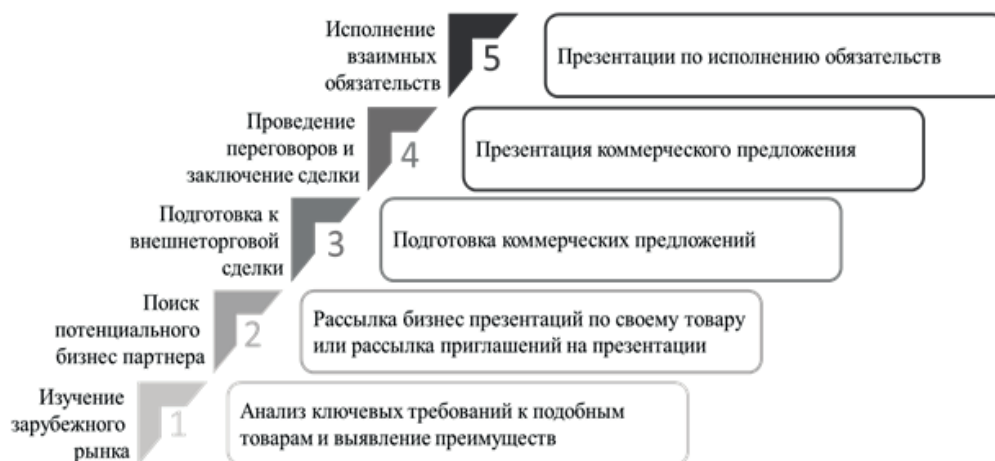 Исполнение
взаимных
обязательств
5
Презентации по исполнению обязательств
Проведение
переговоров и
заключение сделки
4
Презентация коммерческого предложения
Подготовка к
внешнеторговой
сделки
3
Подготовка коммерческих предложений
Поиск
потенциального
бизнес партнера
2
Рассылка бизнес презентаций по своему товару
или рассылка приглашений на презентации
Изучение
зарубежного
рынка
1
Анализ ключевых требований к подобным
товарам и выявление преимуществ